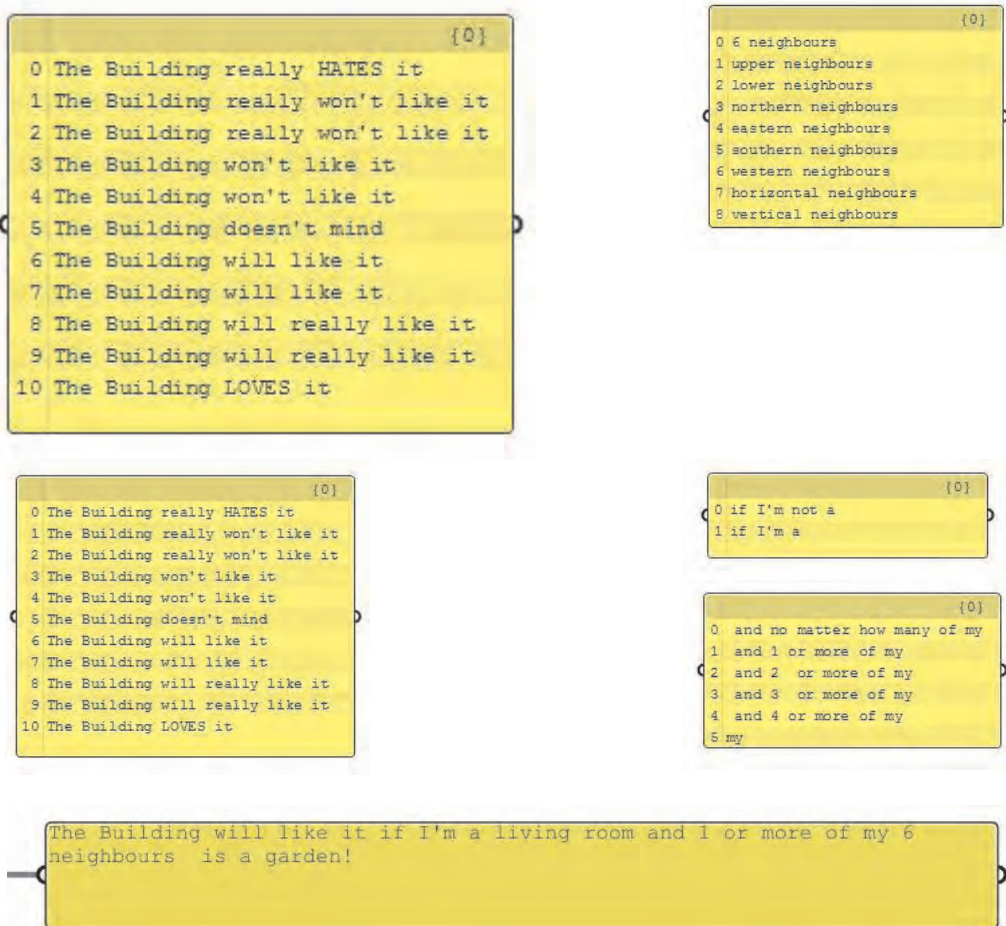 {0}
0 The Building really HATES it
1 The Building really won't like it
2 The Building really won't like it
3 The Building won't like it
4 The Building won't like it
5 The Building doesn't mind
6 The Building will like it
7 The Building will like it
8 The Building will really like it
9 The Building will really like it
10 The Building LOVES it
{0}
0 6 neighbours
1 upper neighbours
2 lower neighbours
3 northern neighbours
4 eastern neighbours
5 southern neighbours
6 western neighbours
7 horizontal neighbours
8 vertical neighbours
{0}
0 The Building really HATES it
1 The Building really won't like it
2 The Building really won't like it
3 The Building won't like it
4 The Building won't like it
5 The Building doesn't mind
6 The Building will like it
7 The Building will like it
8 The Building will really like it
9 The Building will really like it
10 The Building LOVES it
{0}
0 if I'm not a
1 if I'm a
{0}
0 and no matter how many of my
1 and 1 or more of my
2 and 2 or more of my
3 and 3 or more of my
4 and 4 or more of my
5 my
The Building will like it if I'm a living room and 1 or more of my 6
neighbours is a garden!